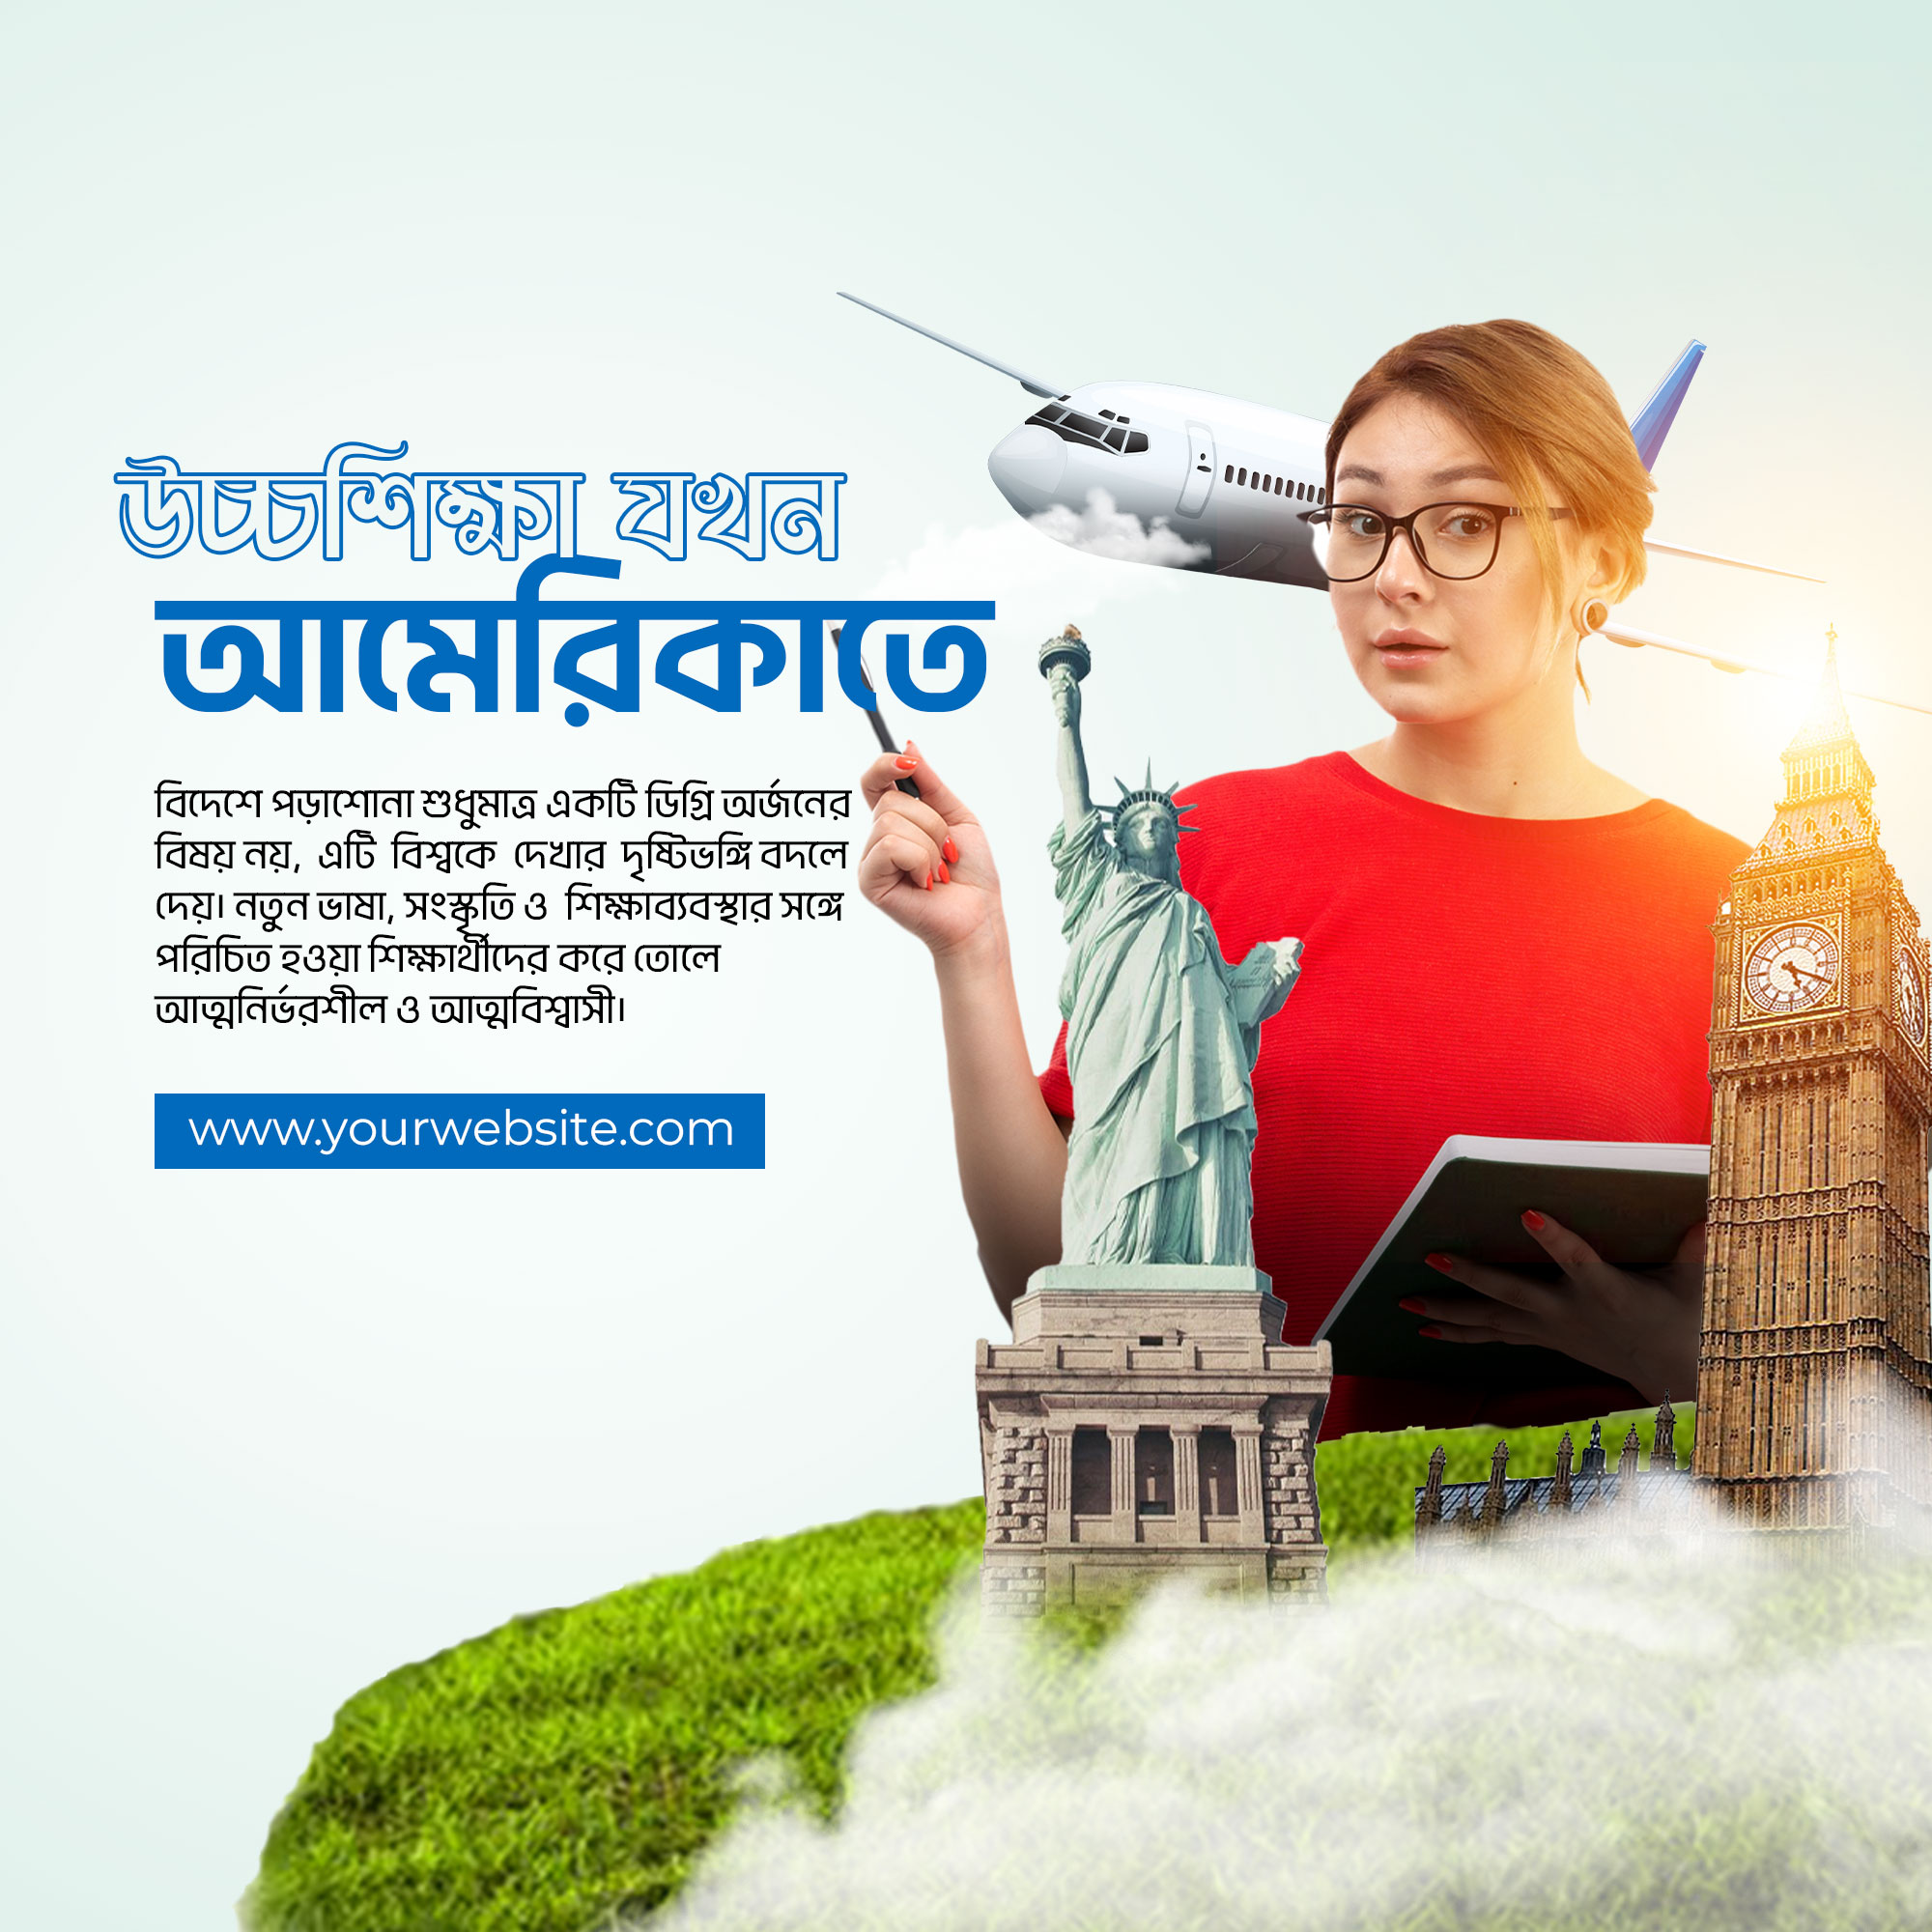 উচ্চশিক্ষা যখন
আমেরিকাতে
বিদেশে পড়াশোনা শুধুমাত্র একটি ডিগ্রি অর্জনের
বিষয় নয়, এটি বিশ্বকে দেখার দৃষ্টিভঙ্গি বদলে
দেয়। নতুন ভাষা, সংস্কৃতি ও শিক্ষাব্যবস্থার সঙ্গে
পরিচিত হওয়া শিক্ষার্থীদের করে তোলে
আত্মনির্ভরশীল ও আত্মবিশ্বাসী।
www.yourwebsite.com